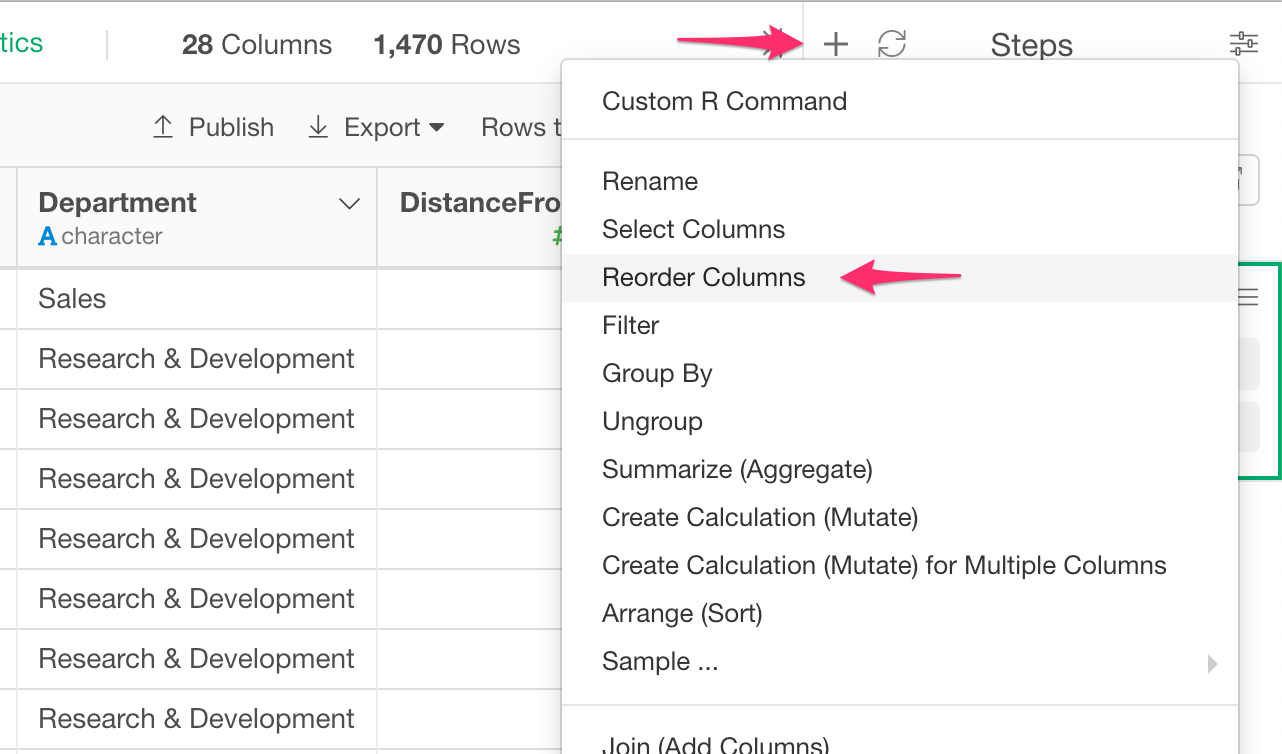 tics
28 Columns 1,470 Rows
Steps
Publish Export Rows t
Department
A character
DistanceFro
#
Sales
Research & Development
Research & Development
Research & Development
Research & Development
Research & Development
Research & Development
Research & Development
Custom R Command
Rename
Select Columns
Reorder Columns
Filter
Group By
Ungroup
Summarize (Aggregate)
Create Calculation (Mutate)
Create Calculation (Mutate) for Multiple Columns
Arrange (Sort)
Sample ...
Join (Add Columns)